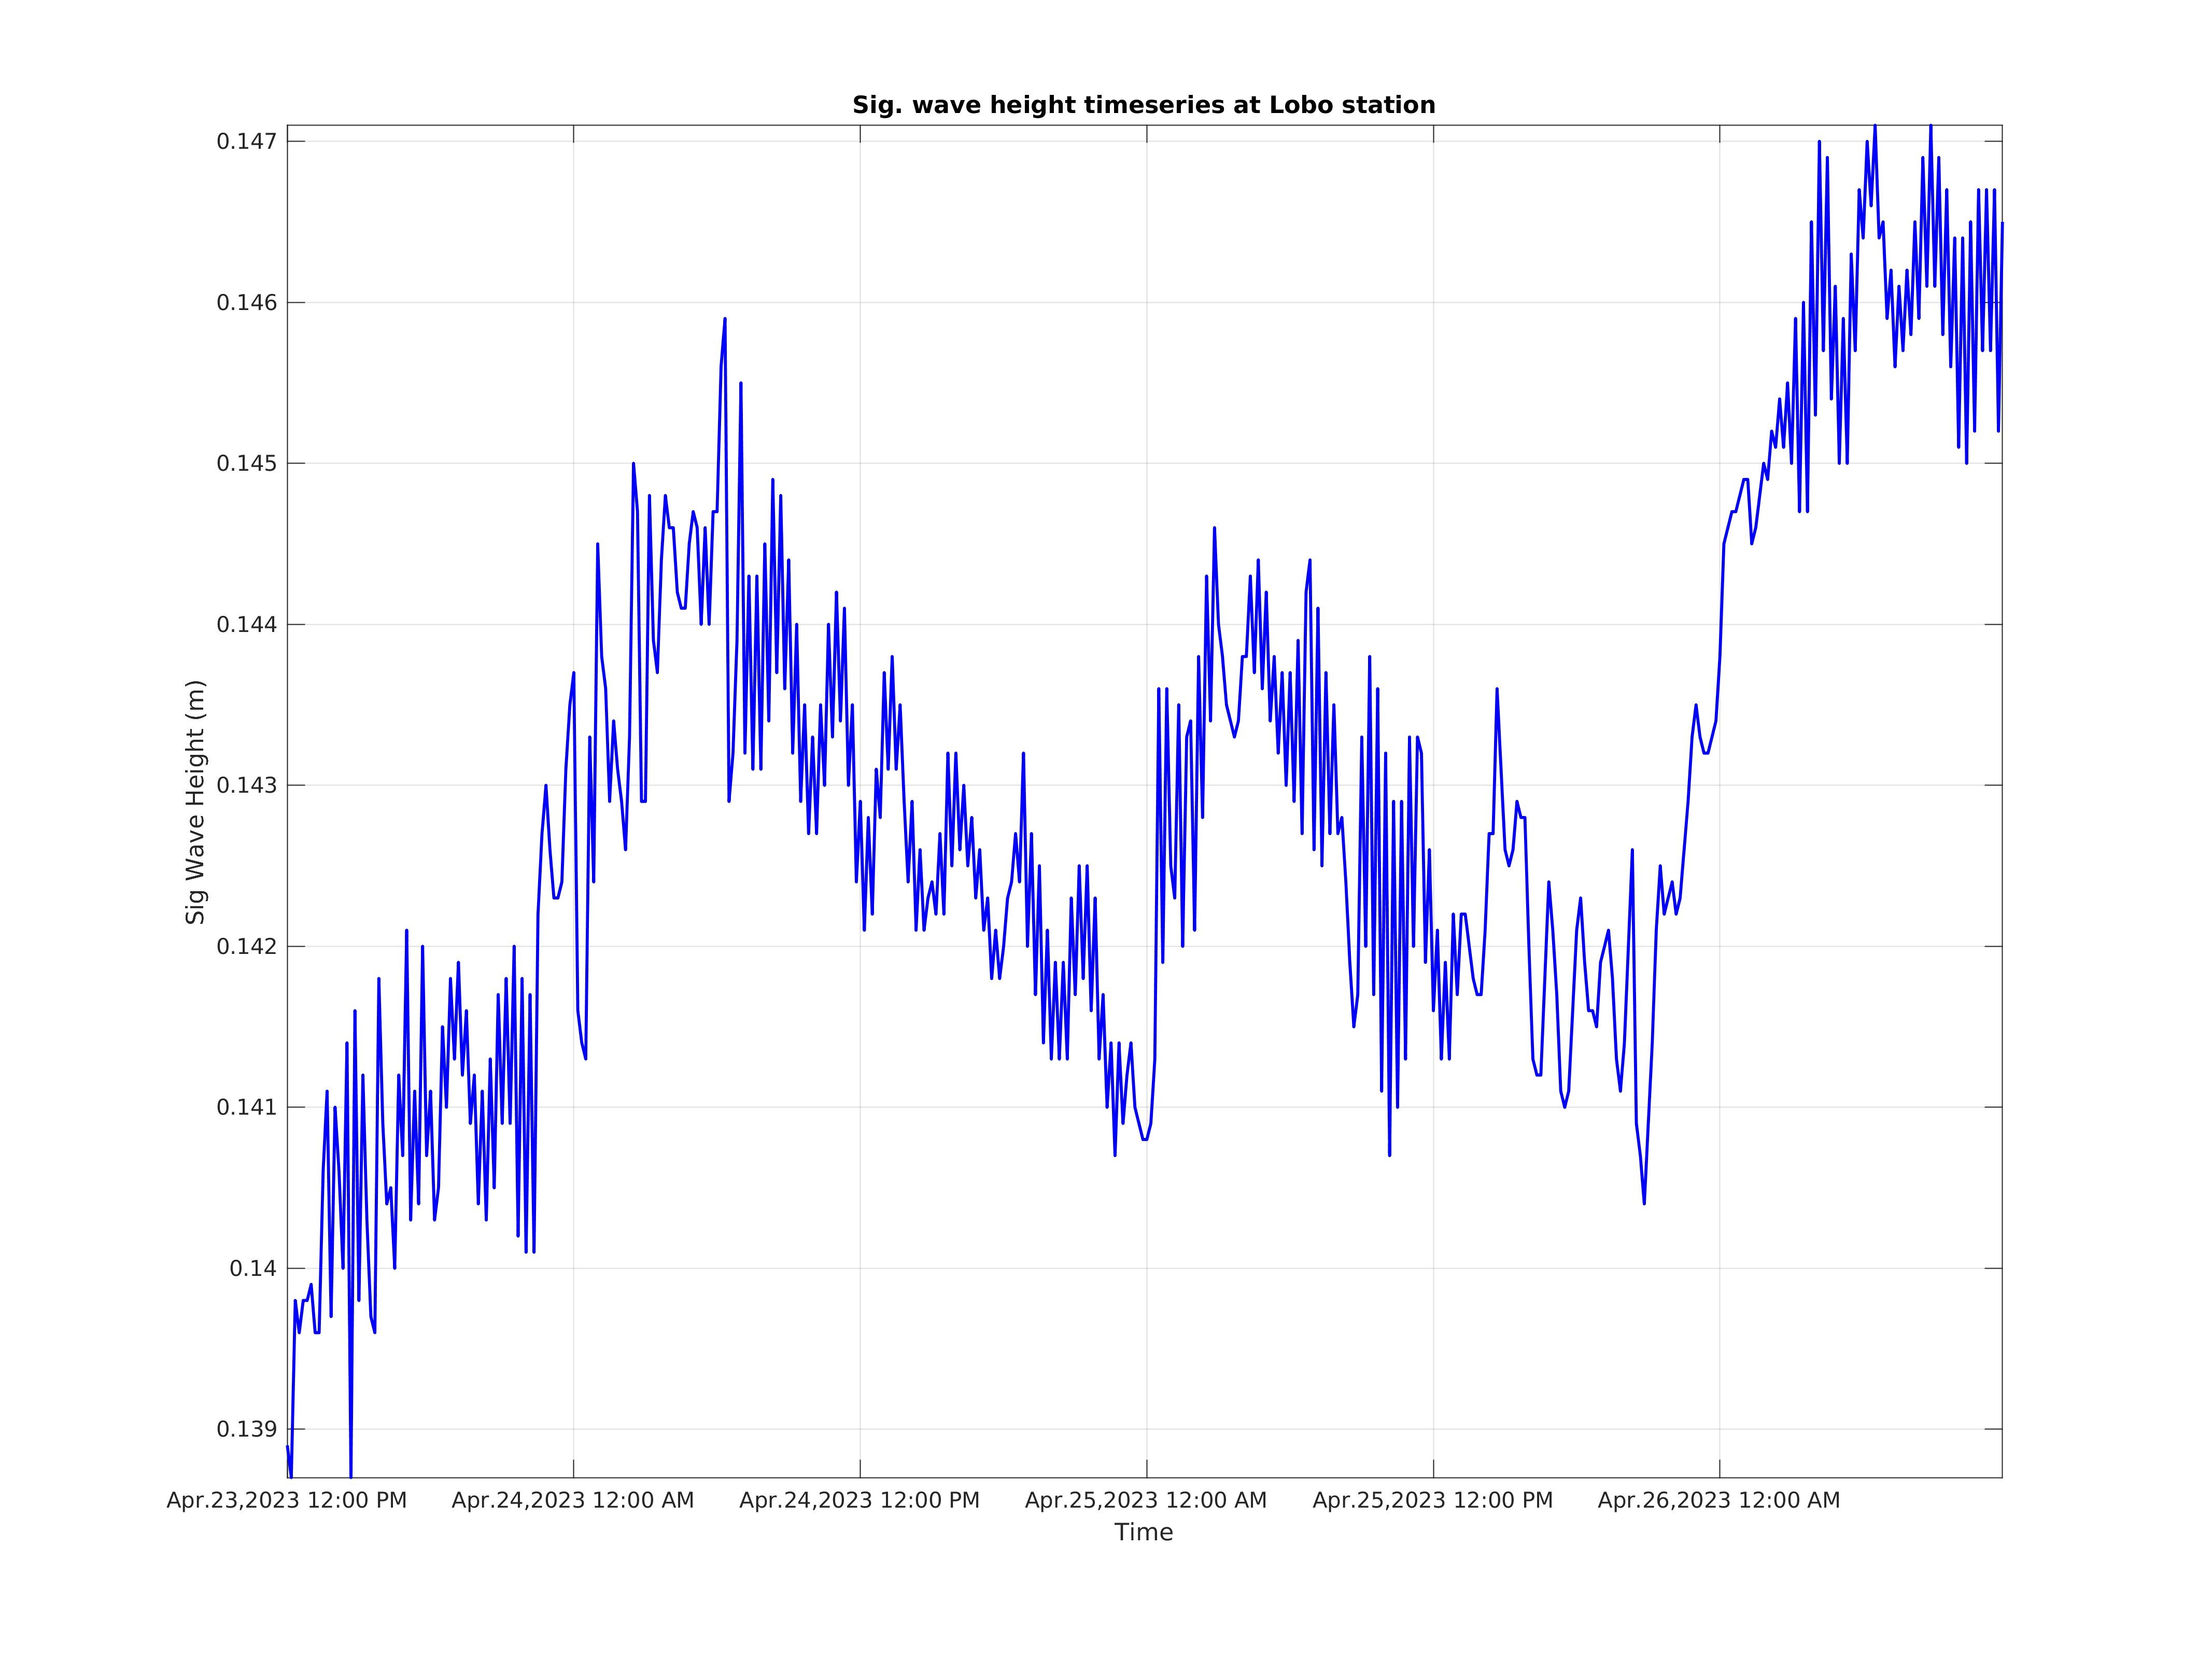 Sig. wave height timeseries at Lobo station
0.147
0.146
0.145
0.144
0.143
0.142
0.141
0.14
0.139
Sig Wave Height (m)
Apr.23,2023 12:00 PM Apr.24,2023 12:00 AM Apr.24,2023 12:00 PM Apr.25,2023 12:00 AM Apr.25,2023 12:00 PM Apr.26,2023 12:00 AM
Time